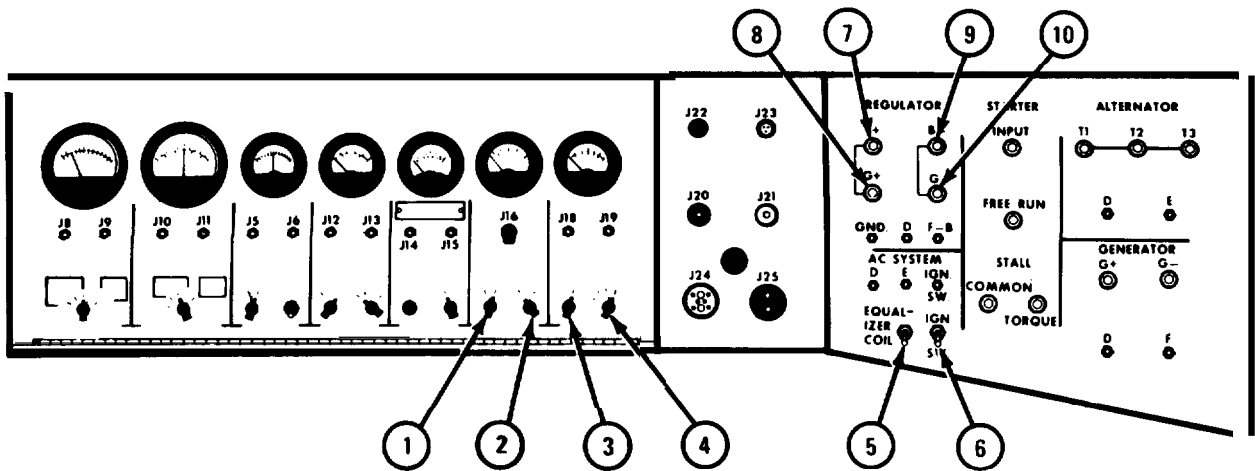 8 7 9 10
REGULATOR STARTER ALTERNATOR
J22 J23
+ B INPUT T1 T2 T3
G+ G
J8 J9 J10 J11 J5 J6 J12 J13 J16 J18 J19
J14 J15
J20 J21
FREE RUN D E
GND. D F-B
AC SYSTEM GENERATOR
D E IGN STALL G+ G-
SW.
J24 J25
COMMON
TORQUE
EQUAL- IGN
IZER
COIL SW
D F
1 2 3 4 5 6